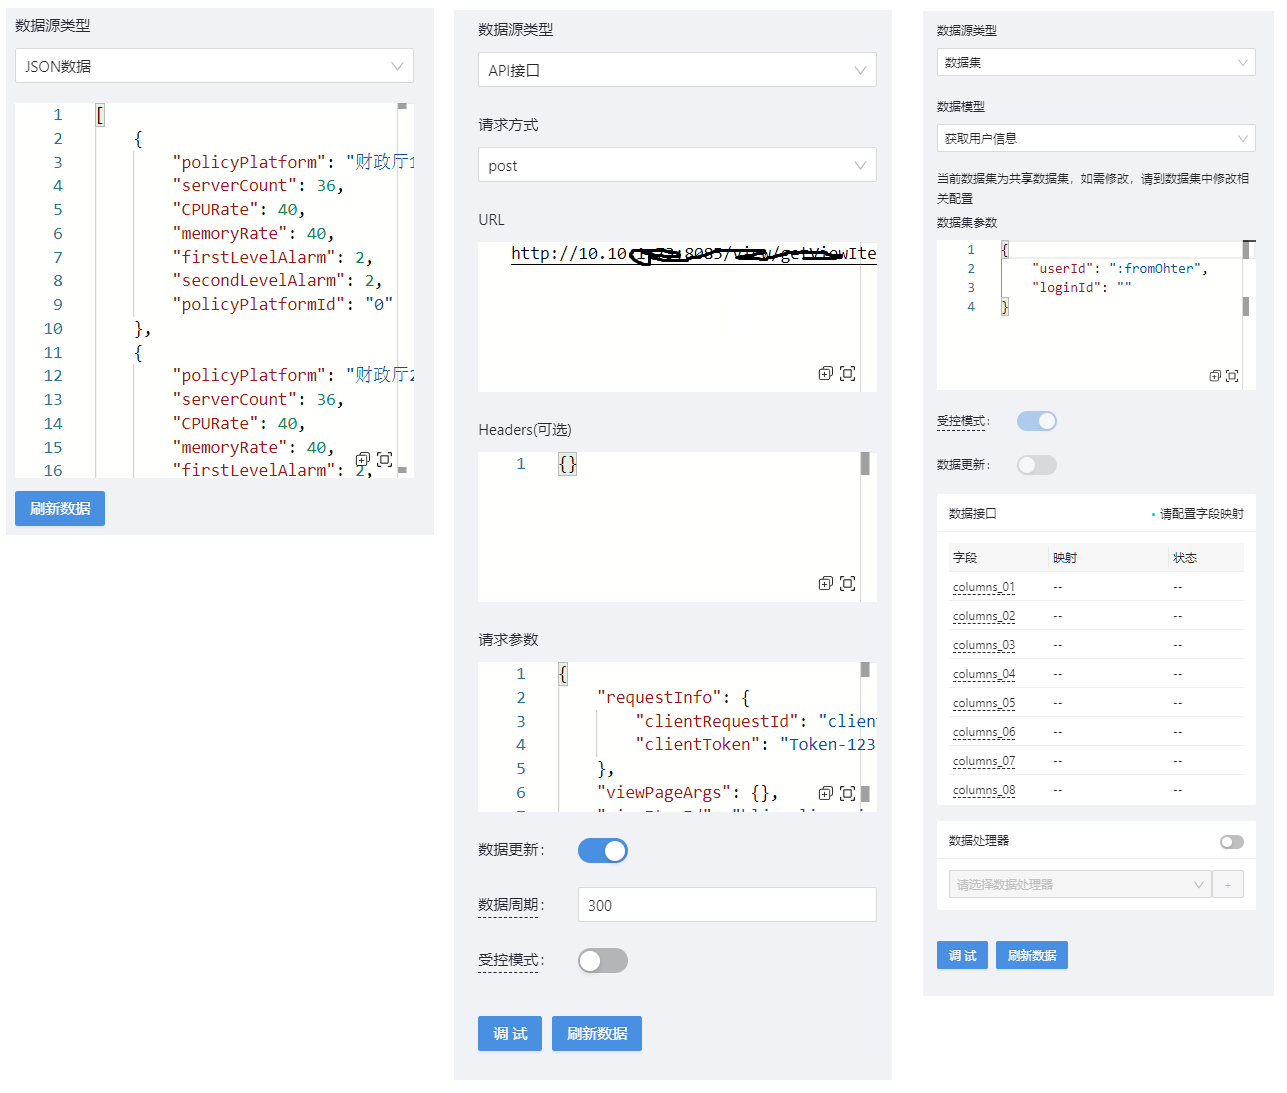 数据源类型
JSON数据
1 [
2 {
3 "policyPlatform": "财政厅1
4 "serverCount": 36,
5 "CPURate": 40,
6 "memoryRate": 40,
7 "firstLevelAlarm": 2,
8 "secondLevelAlarm": 2,
9 "policyPlatformId": "0"
10 },
11 {
12 "policyPlatform": "财政厅2
13 "serverCount": 36,
14 "CPURate": 40,
15 "memoryRate": 40,
16 "firstLevelAlarm": 2,
刷新数据
数据源类型
API接口
请求方式
post
URL
http://10.10 :8085/view/getViewIte
Headers(可选)
1 {}
请求参数
1 {
2 "requestInfo": {
3 "clientRequestId": "clien
4 "clientToken": "Token-123
5 },
6 "viewPageArgs": {},
数据更新:
数据周期: 300
受控模式:
调 试 刷新数据
数据源类型
数据集
数据模型
获取用户信息
当前数据集为共享数据集，如需修改，请到数据集中修改相
关配置
数据集参数
1 {
2 "userId": ":fromOhter",
3 "loginId": ""
4 }
受控模式:
数据更新:
数据接口 • 请配置字段映射
字段 映射 状态
columns_01 -- --
columns_02 -- --
columns_03 -- --
columns_04 -- --
columns_05 -- --
columns_06 -- --
columns_07 -- --
columns_08 -- --
数据处理器
请选择数据处理器 +
调 试 刷新数据